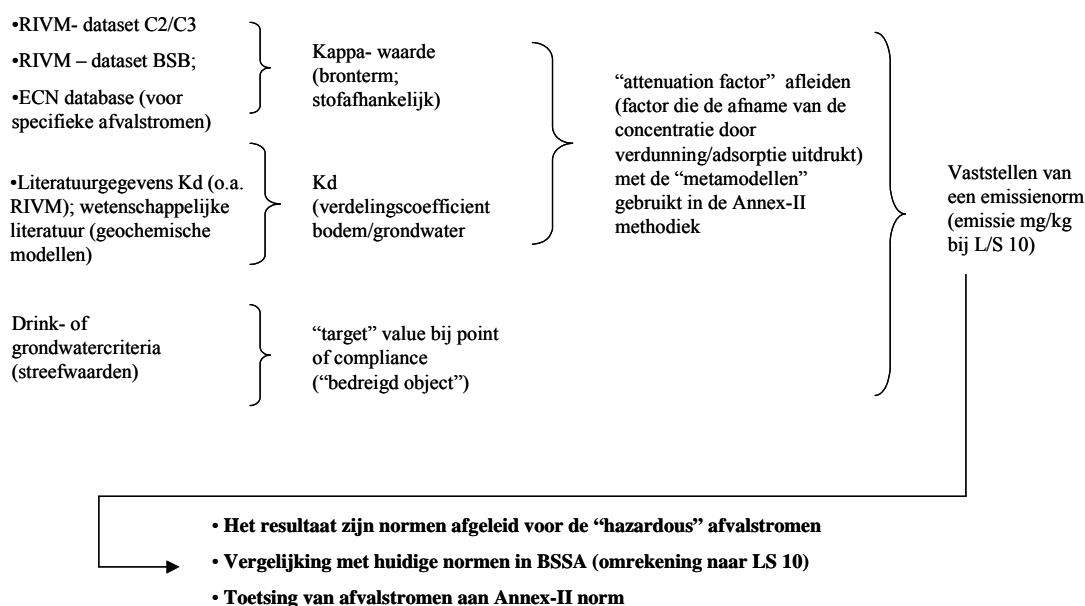 •RIVM- dataset C2/C3
•RIVM – dataset BSB;
•ECN database (voor
specifieke afvalstromen)
Kappa- waarde
(bronterm;
stofafhankelijk)
•Literatuurgegevens Kd (o.a.
RIVM); wetenschappelijke
literatuur (geochemische
modellen)
Kd
(verdelingscoefficient
bodem/grondwater
Drink- of
grondwatercriteria
(streefwaarden)
“target” value bij point
of compliance
(“bedreigd object”)
“attenuation factor” afleiden
(factor die de afname van de
concentratie door
verdunning/adsorptie uitdrukt)
met de “metamodellen”
gebruikt in de Annex-II
methodiek
Vaststellen van
een emissienorm
(emissie mg/kg
bij L/S 10)
• Het resultaat zijn normen afgeleid voor de “hazardous” afvalstromen
• Vergelijking met huidige normen in BSSA (omrekening naar LS 10)
• Toetsing van afvalstromen aan Annex-II norm